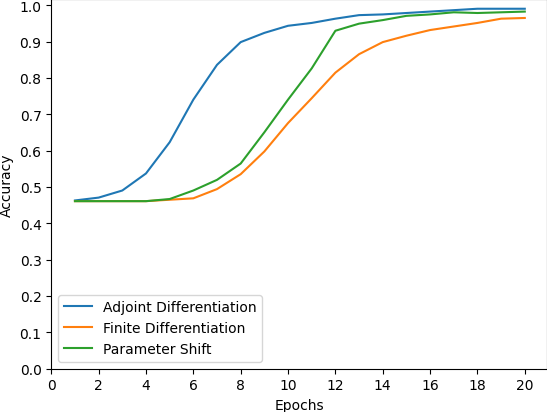 1.0
0.9
0.8
0.7
0.6
0.5
0.4
0.3
0.2
0.1
0.0
Accuracy
Adjoint Differentiation
Finite Differentiation
Parameter Shift
0 2 4 6 8 10 12 14 16 18 20
Epochs